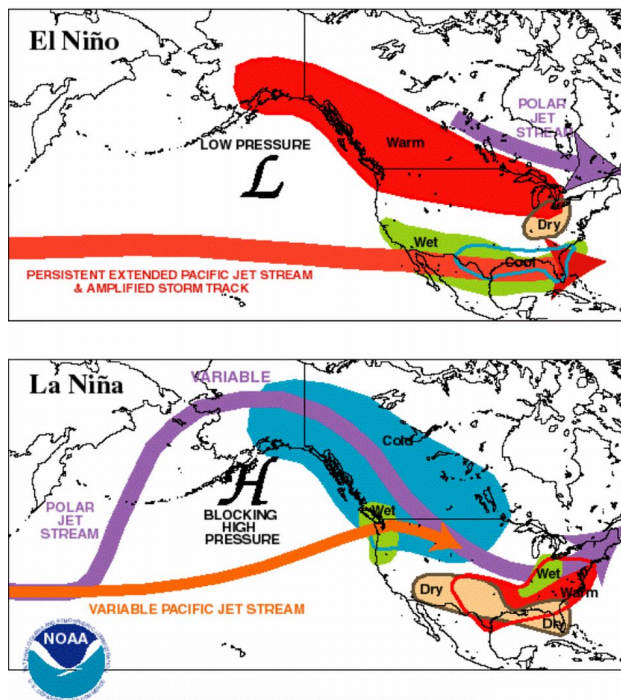 El Niño
POLAR
JET
STREAM
LOW PRESSURE
L
Warm
Dry
Wet
Cool
PERSISTENT EXTENDED PACIFIC JET STREAM
& AMPLIFIED STORM TRACK
La Niña
VARIABLE
Cold
H
BLOCKING
HIGH
PRESSURE
POLAR
JET
STREAM
Wet
Wet
Dry
Warm
Dry
VARIABLE PACIFIC JET STREAM
NOAA